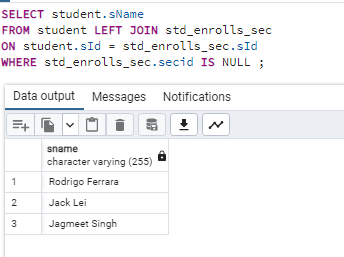 SELECT student.sName
FROM student LEFT JOIN std_enrolls_sec
ON student.sId = std_enrolls_sec.sId
WHERE std_enrolls_sec.secid IS NULL ;
Data output Messages Notifications
sname
character varying (255)
1 Rodrigo Ferrara
2 Jack Lei
3 Jagmeet Singh